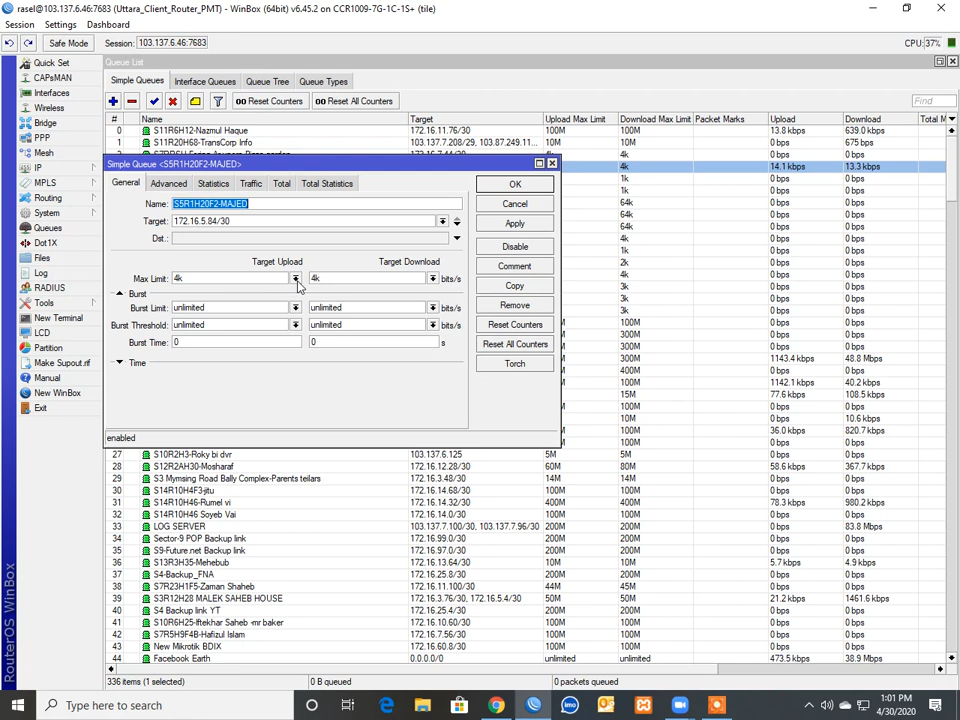 rasel@103.137.6.46:7683 (Uttara_Client_Router_PMT) - WinBox (64bit) v6.45.2 on CCR1009-7G-1C-1S+ (tile)
Session Settings Dashboard
Safe Mode Session: 103.137.6.46:7683 CPU: 37%
Quick Set
CAPsMAN
Interfaces
Wireless
Bridge
PPP
Mesh
IP
MPLS
Routing
System
Queues
Dot1X
Files
Log
RADIUS
Tools
New Terminal
LCD
Partition
Make Supout.rif
Manual
New WinBox
Exit
RouterOS WinBox
Queue List
Simple Queues Interface Queues Queue Tree Queue Types
00 Reset Counters 00 Reset All Counters Find
# Name Target Upload Max Limit Download Max Limit Packet Marks Upload Download Total M
0 S11R6H12-Nazmul Haque 172.16.11.76/30 100M 100M 13.8 kbps 639.0 kbps
1 S11R20H68-TransCorp Info 103.137.7.208/29, 103.87.249.11... 100M 100M 0 bps 675 bps
4k 0 bps 0 bps
4k 14.1 kbps 13.3 kbps
1k 0 bps 0 bps
1k 0 bps 0 bps
64k 0 bps 0 bps
64k 0 bps 0 bps
64k 0 bps 0 bps
4k 0 bps 0 bps
1k 0 bps 0 bps
2k 0 bps 0 bps
4k 0 bps 0 bps
3k 0 bps 0 bps
3k 0 bps 0 bps
3k 0 bps 0 bps
100M 0 bps 0 bps
300M 0 bps 0 bps
100M 0 bps 0 bps
300M 1143.4 kbps 48.8 Mbps
300M 0 bps 0 bps
400M 1142.1 kbps 40.2 kbps
15M 77.6 kbps 108.5 kbps
100M 0 bps 0 bps
10M 0 bps 10.6 kbps
100M 36.0 kbps 820.7 kbps
100M 0 bps 0 bps
Simple Queue <S5R1H20F2-MAJED>
General Advanced Statistics Traffic Total Total Statistics
Name: S5R1H20F2-MAJED
Target: 172.16.5.84/30
Dst.:
Target Upload Target Download
Max Limit: 4k 4k bits/s
Burst
Burst Limit: unlimited unlimited bits/s
Burst Threshold: unlimited unlimited bits/s
Burst Time: 0 0 s
Time
OK
Cancel
Apply
Disable
Comment
Copy
Remove
Reset Counters
Reset All Counters
Torch
enabled
27 S10R2H3-Roky bi dvr 103.137.6.125 5M 5M 0 bps 0 bps
28 S12R2AH30-Mosharaf 172.16.12.28/30 60M 80M 58.6 kbps 367.7 kbps
29 S3 Mymsing Road Bally Complex-Parents teilars 172.16.3.48/30 14M 14M 0 bps 0 bps
30 S14R10H4F3-jitu 172.16.14.68/30 100M 100M 0 bps 0 bps
31 S14R10H46-Rumel vi 172.16.14.32/30 100M 100M 78.3 kbps 980.2 kbps
32 S14R10H46 Soyeb Vai 172.16.14.0/30 100M 100M 0 bps 0 bps
33 LOG SERVER 103.137.7.100/30, 103.137.7.96/30 200M 200M 0 bps 83.8 Mbps
34 Sector-9 POP Backup link 172.16.99.0/30 200M 200M 0 bps 0 bps
35 S9-Future.net Backup link 172.16.97.0/30 200M 200M 0 bps 0 bps
36 S13R3H35-Mehebub 172.16.13.64/30 10M 10M 5.7 kbps 4.9 kbps
37 S4-Backup_FNA 172.16.25.8/30 200M 200M 0 bps 0 bps
38 S7R23H1F5-Zaman Shaheb 172.16.11.100/30 44M 45M 0 bps 0 bps
39 S3R12H28 MALEK SAHEB HOUSE 172.16.3.76/30, 172.16.5.4/30 50M 50M 21.2 kbps 1461.6 kbps
40 S4 Backup link YT 172.16.25.4/30 200M 200M 0 bps 0 bps
41 S10R6H25-Iftekhar Saheb -mr baker 172.16.10.60/30 100M 100M 0 bps 0 bps
42 S7R5H9F4B-Hafizul Islam 172.16.7.56/30 100M 100M 0 bps 0 bps
43 New Mikrotik BDIX 172.16.60.8/30 100M 100M 0 bps 0 bps
44 Facebook Earth 0.0.0.0/0 unlimited unlimited 473.5 kbps 38.9 Mbps
336 items (1 selected) 0 B queued 0 packets queued
Type here to search
imo
1:01 PM
4/30/2020